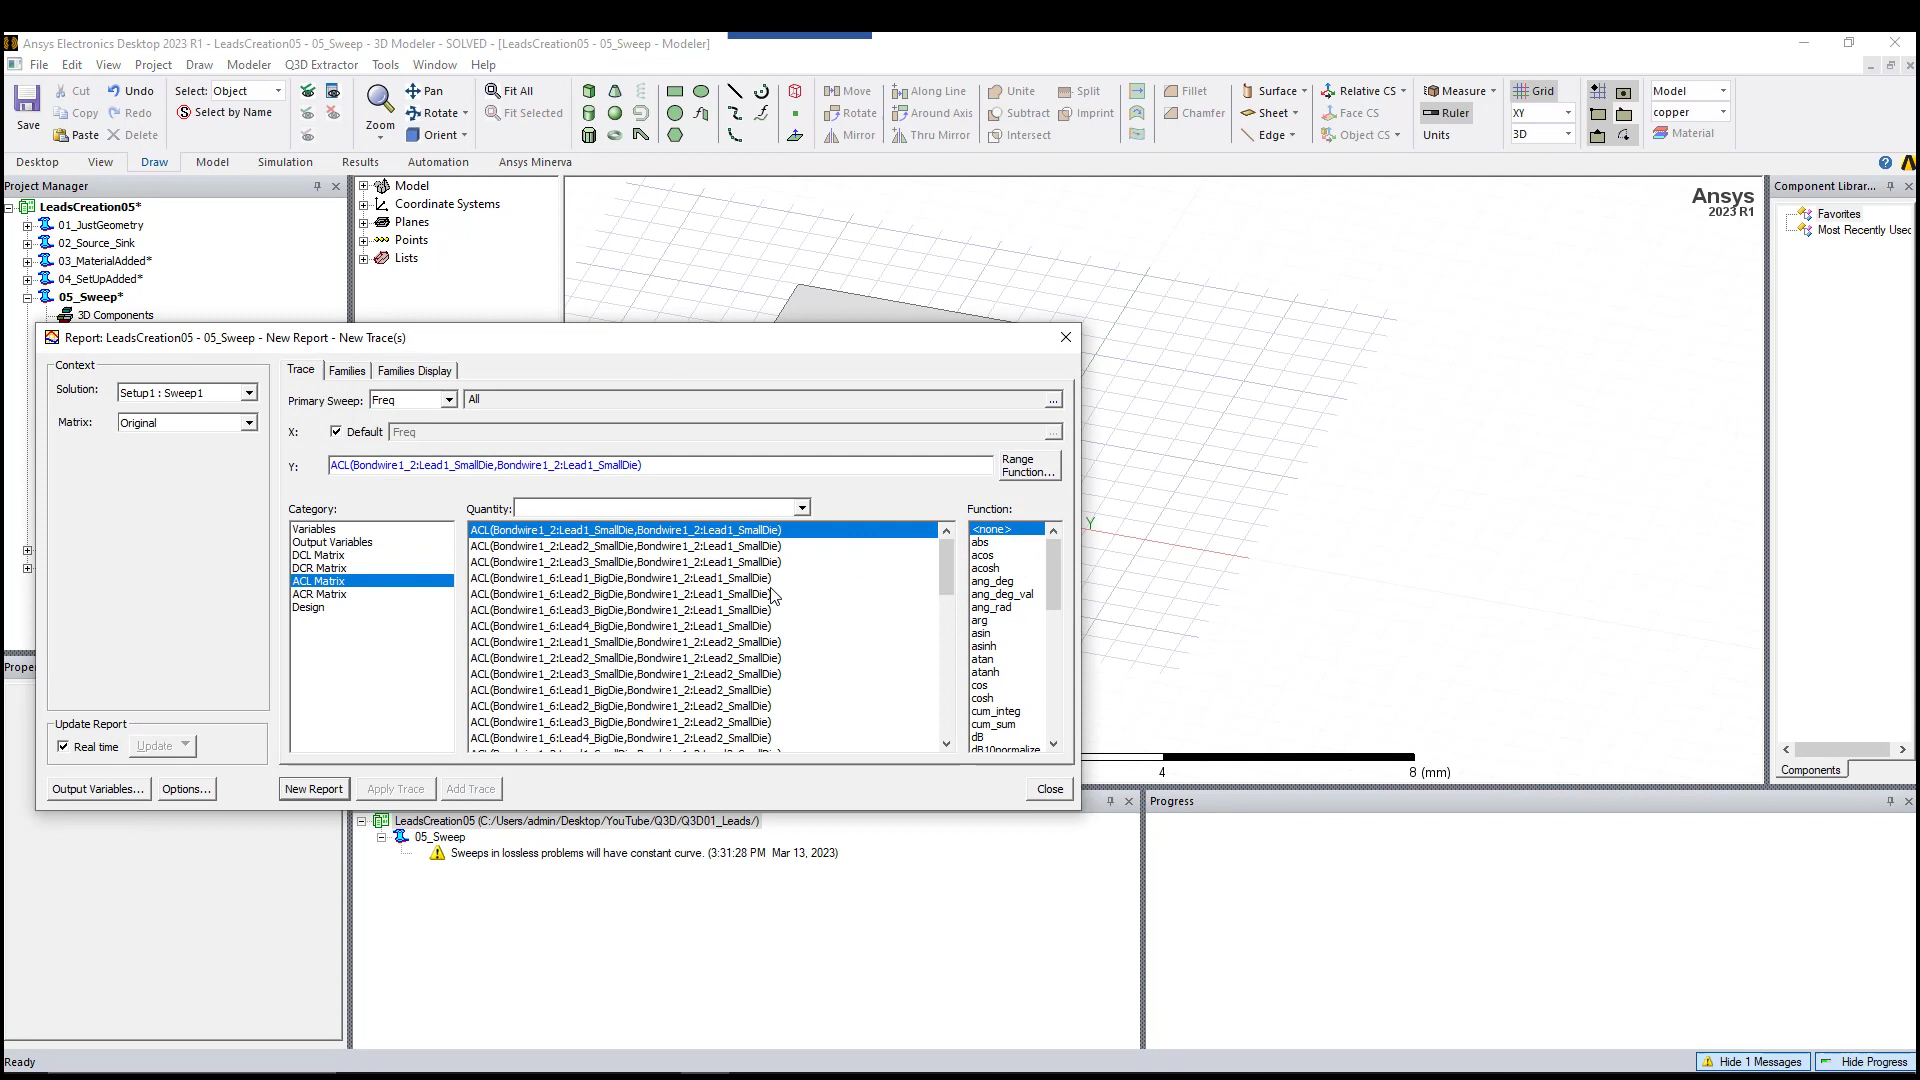 Ansys Electronics Desktop 2023 R1 - LeadsCreation05 - 05_Sweep - 3D Modeler - SOLVED - [LeadsCreation05 - 05_Sweep - Modeler]
File Edit View Project Draw Modeler Q3D Extractor Tools Window Help
Save
Cut Undo
Copy Redo
Paste Delete
Select: Object
Select by Name
Zoom
Pan
Rotate
Orient
Fit All
Fit Selected
Move Along Line
Rotate Around Axis
Mirror Thru Mirror
Unite Split
Subtract Imprint
Intersect
Fillet
Chamfer
Surface
Sheet
Edge
Relative CS
Face CS
Object CS
Measure
Ruler
Units
Grid
XY
3D
Model
copper
Material
Desktop View Draw Model Simulation Results Automation Ansys Minerva
Project Manager
LeadsCreation05*
01_JustGeometry
02_Source_Sink
03_MaterialAdded*
04_SetUpAdded*
05_Sweep*
3D Components
Model
Coordinate Systems
Planes
Points
Lists
Ansys
2023 R1
Component Librar...
Favorites
Most Recently Used
Report: LeadsCreation05 - 05_Sweep - New Report - New Trace(s)
Context
Solution: Setup1 : Sweep1
Matrix: Original
Update Report
Real time Update
Output Variables... Options...
Trace Families Families Display
Primary Sweep: Freq All ...
X: Default Freq ...
Y: ACL(Bondwire1_2:Lead1_SmallDie,Bondwire1_2:Lead1_SmallDie)
Range
Function...
Category:
Variables
Output Variables
DCL Matrix
DCR Matrix
ACL Matrix
ACR Matrix
Design
Quantity:
ACL(Bondwire1_2:Lead1_SmallDie,Bondwire1_2:Lead1_SmallDie)
ACL(Bondwire1_2:Lead2_SmallDie,Bondwire1_2:Lead1_SmallDie)
ACL(Bondwire1_2:Lead3_SmallDie,Bondwire1_2:Lead1_SmallDie)
ACL(Bondwire1_6:Lead1_BigDie,Bondwire1_2:Lead1_SmallDie)
ACL(Bondwire1_6:Lead2_BigDie,Bondwire1_2:Lead1_SmallDie)
ACL(Bondwire1_6:Lead3_BigDie,Bondwire1_2:Lead1_SmallDie)
ACL(Bondwire1_6:Lead4_BigDie,Bondwire1_2:Lead1_SmallDie)
ACL(Bondwire1_2:Lead1_SmallDie,Bondwire1_2:Lead2_SmallDie)
ACL(Bondwire1_2:Lead2_SmallDie,Bondwire1_2:Lead2_SmallDie)
ACL(Bondwire1_2:Lead3_SmallDie,Bondwire1_2:Lead2_SmallDie)
ACL(Bondwire1_6:Lead1_BigDie,Bondwire1_2:Lead2_SmallDie)
ACL(Bondwire1_6:Lead2_BigDie,Bondwire1_2:Lead2_SmallDie)
ACL(Bondwire1_6:Lead3_BigDie,Bondwire1_2:Lead2_SmallDie)
ACL(Bondwire1_6:Lead4_BigDie,Bondwire1_2:Lead2_SmallDie)
Function:
<none>
abs
acos
acosh
ang_deg
ang_deg_val
ang_rad
arg
asin
asinh
atan
atanh
cos
cosh
cum_integ
cum_sum
dB
dB10normalize
New Report Apply Trace Add Trace Close
Y
4 8 (mm)
Components
Proper
LeadsCreation05 (C:/Users/admin/Desktop/YouTube/Q3D/Q3D01_Leads/)
05_Sweep
Sweeps in lossless problems will have constant curve. (3:31:28 PM Mar 13, 2023)
Progress
Ready
Hide 1 Messages Hide Progress